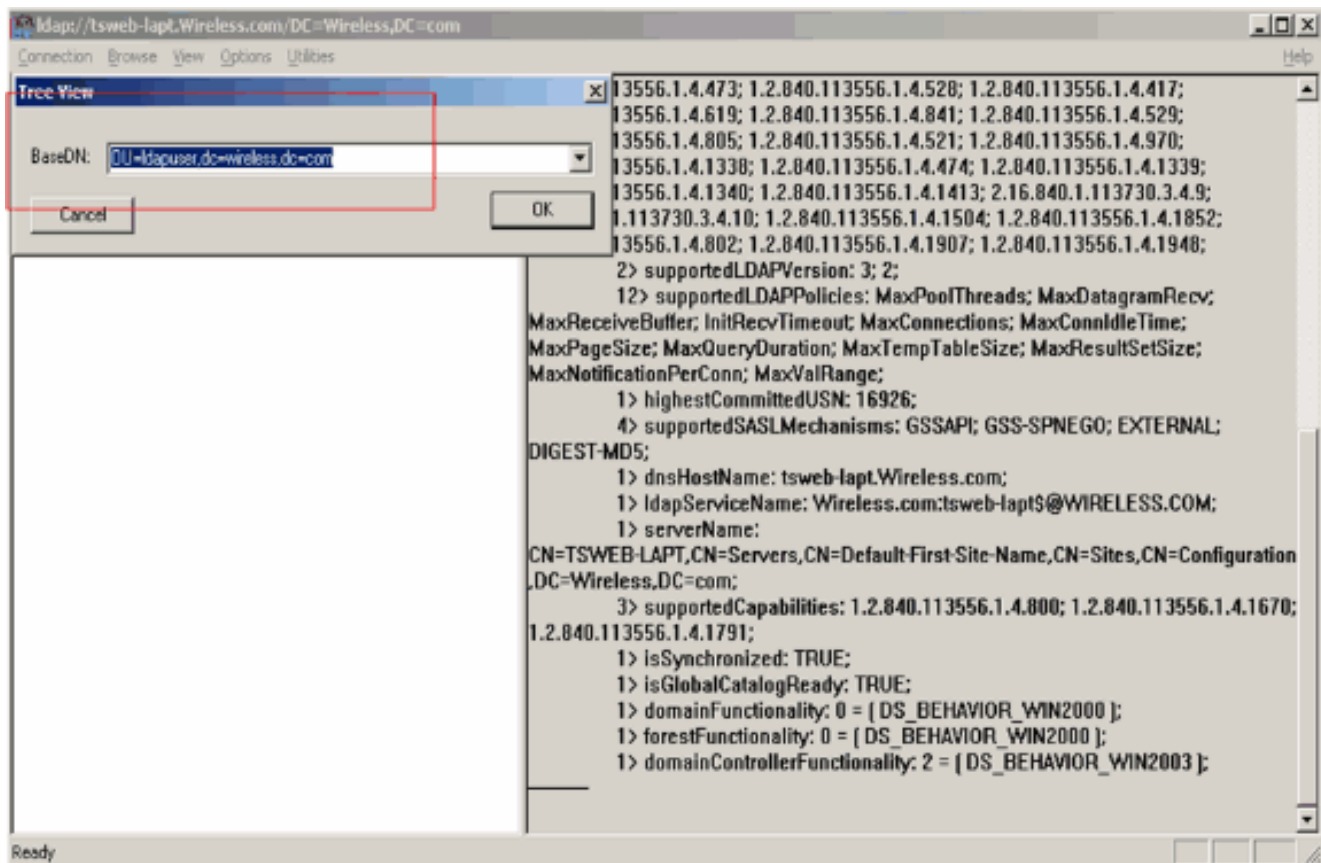 ldap://tsweb-lapt.Wireless.com/DC=Wireless,DC=com
Connection Browse View Options Utilities Help
Tree View
BaseDN: OU=ldapuser,dc=wireless,dc=com
Cancel
OK
13556.1.4.473; 1.2.840.113556.1.4.528; 1.2.840.113556.1.4.417;
13556.1.4.619; 1.2.840.113556.1.4.841; 1.2.840.113556.1.4.529;
13556.1.4.805; 1.2.840.113556.1.4.521; 1.2.840.113556.1.4.970;
13556.1.4.1338; 1.2.840.113556.1.4.474; 1.2.840.113556.1.4.1339;
13556.1.4.1340; 1.2.840.113556.1.4.1413; 2.16.840.1.113730.3.4.9;
1.113730.3.4.10; 1.2.840.113556.1.4.1504; 1.2.840.113556.1.4.1852;
13556.1.4.802; 1.2.840.113556.1.4.1907; 1.2.840.113556.1.4.1948;
2> supportedLDAPVersion: 3; 2;
12> supportedLDAPPolicies: MaxPoolThreads; MaxDatagramRecv;
MaxReceiveBuffer; InitRecvTimeout; MaxConnections; MaxConnIdleTime;
MaxPageSize; MaxQueryDuration; MaxTempTableSize; MaxResultSetSize;
MaxNotificationPerConn; MaxValRange;
1> highestCommittedUSN: 16926;
4> supportedSASLMechanisms: GSSAPI; GSS-SPNEGO; EXTERNAL;
DIGEST-MD5;
1> dnsHostName: tsweb-lapt.Wireless.com;
1> ldapServiceName: Wireless.com:tsweb-lapt$@WIRELESS.COM;
1> serverName:
CN=TSWEB-LAPT,CN=Servers,CN=Default-First-Site-Name,CN=Sites,CN=Configuration
,DC=Wireless,DC=com;
3> supportedCapabilities: 1.2.840.113556.1.4.800; 1.2.840.113556.1.4.1670;
1.2.840.113556.1.4.1791;
1> isSynchronized: TRUE;
1> isGlobalCatalogReady: TRUE;
1> domainFunctionality: 0 = ( DS_BEHAVIOR_WIN2000 );
1> forestFunctionality: 0 = ( DS_BEHAVIOR_WIN2000 );
1> domainControllerFunctionality: 2 = ( DS_BEHAVIOR_WIN2003 );
Ready